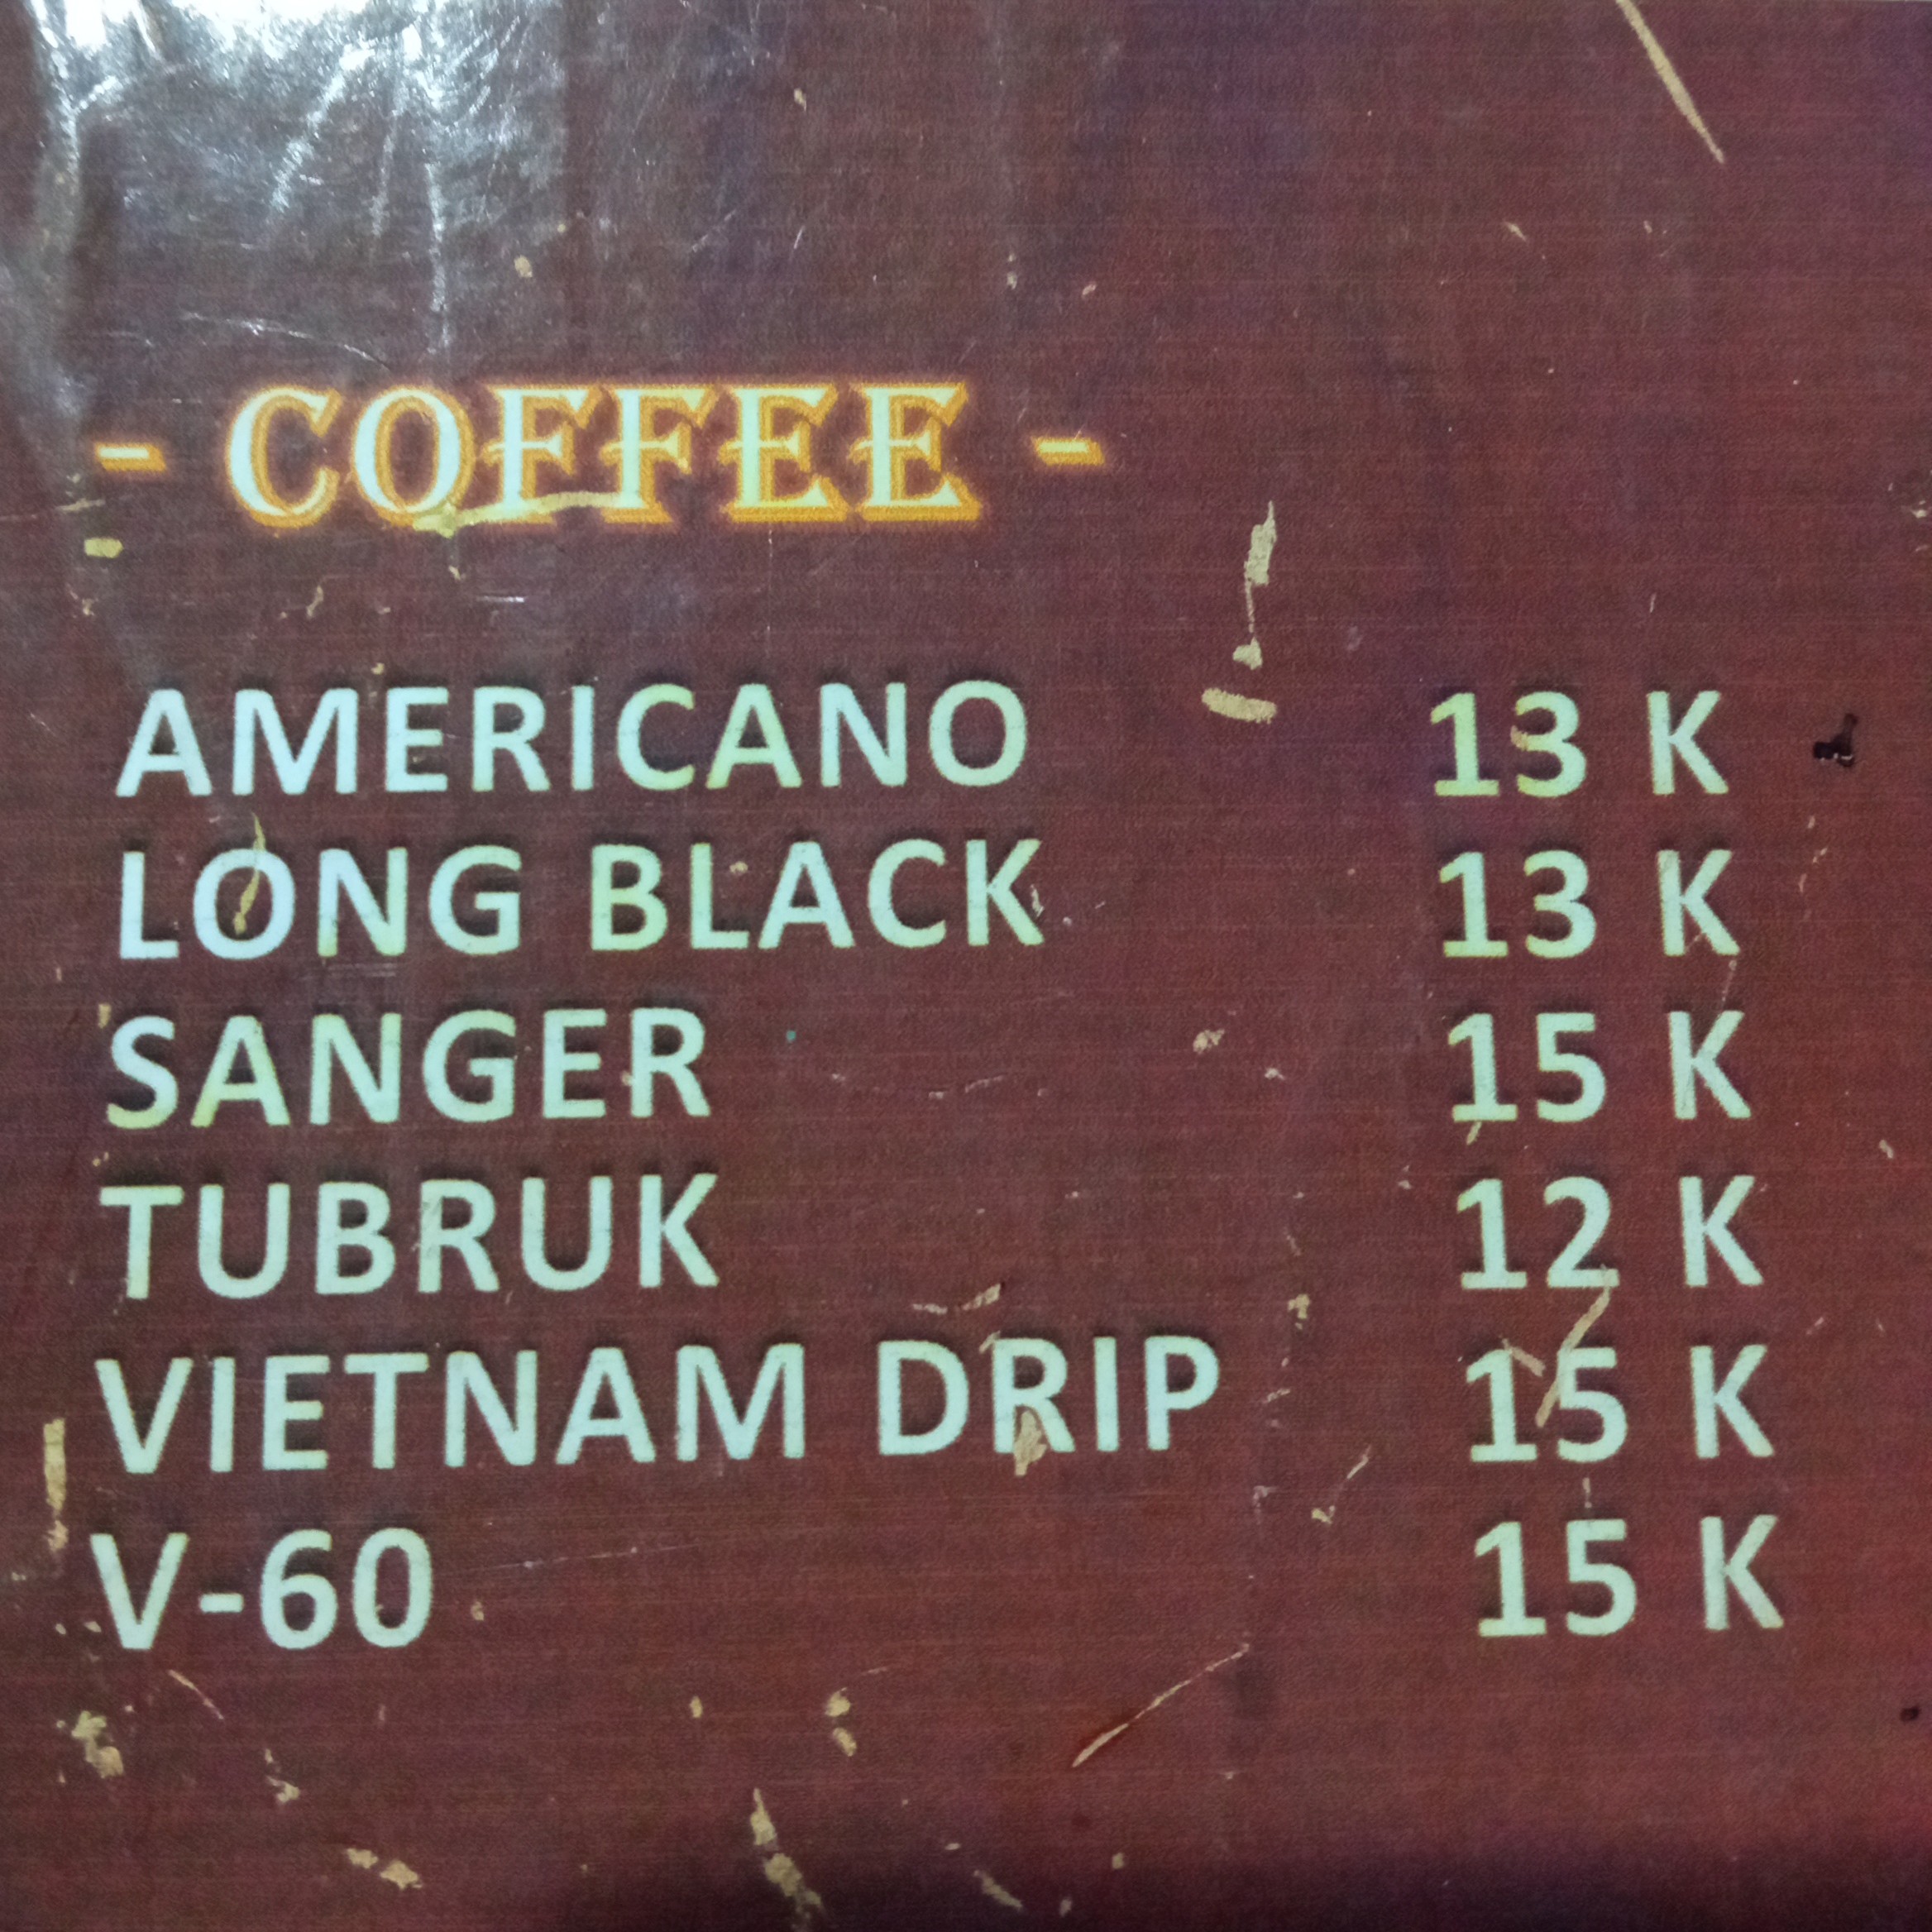 - COFFEE -
AMERICANO 13 K
LONG BLACK 13 K
SANGER 15 K
TUBRUK 12 K
VIETNAM DRIP 15 K
V-60 15 K